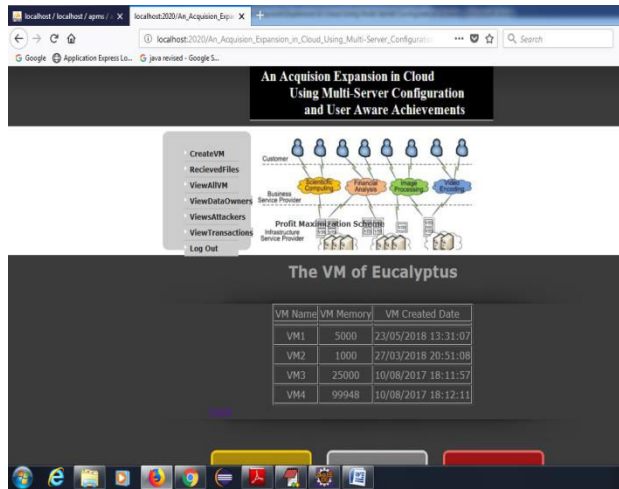 localhost / localhost / apms / c X
localhost:2020/An_Acquision_Expan X
localhost:2020/An_Acquision_Expansion_in_Cloud_Using_Multi-Server_Configuration
Search
Google
Application Express Lo...
java revised - Google S...
An Acquision Expansion in Cloud
Using Multi-Server Configuration
and User Aware Achievements
CreateVM
RecievedFiles
ViewAllVM
ViewDataOwners
ViewsAttackers
ViewTransactions
Log Out
Customer
Business
Service Provider
Scientific
Computing
Financial
Analysis
Image
Processing
Video
Encoding
Profit Maximization Scheme
Infrastructure
Service Provider
The VM of Eucalyptus
VM Name VM Memory VM Created Date
VM1 5000 23/05/2018 13:31:07
VM2 1000 27/03/2018 20:51:08
VM3 25000 10/08/2017 18:11:57
VM4 99948 10/08/2017 18:12:11